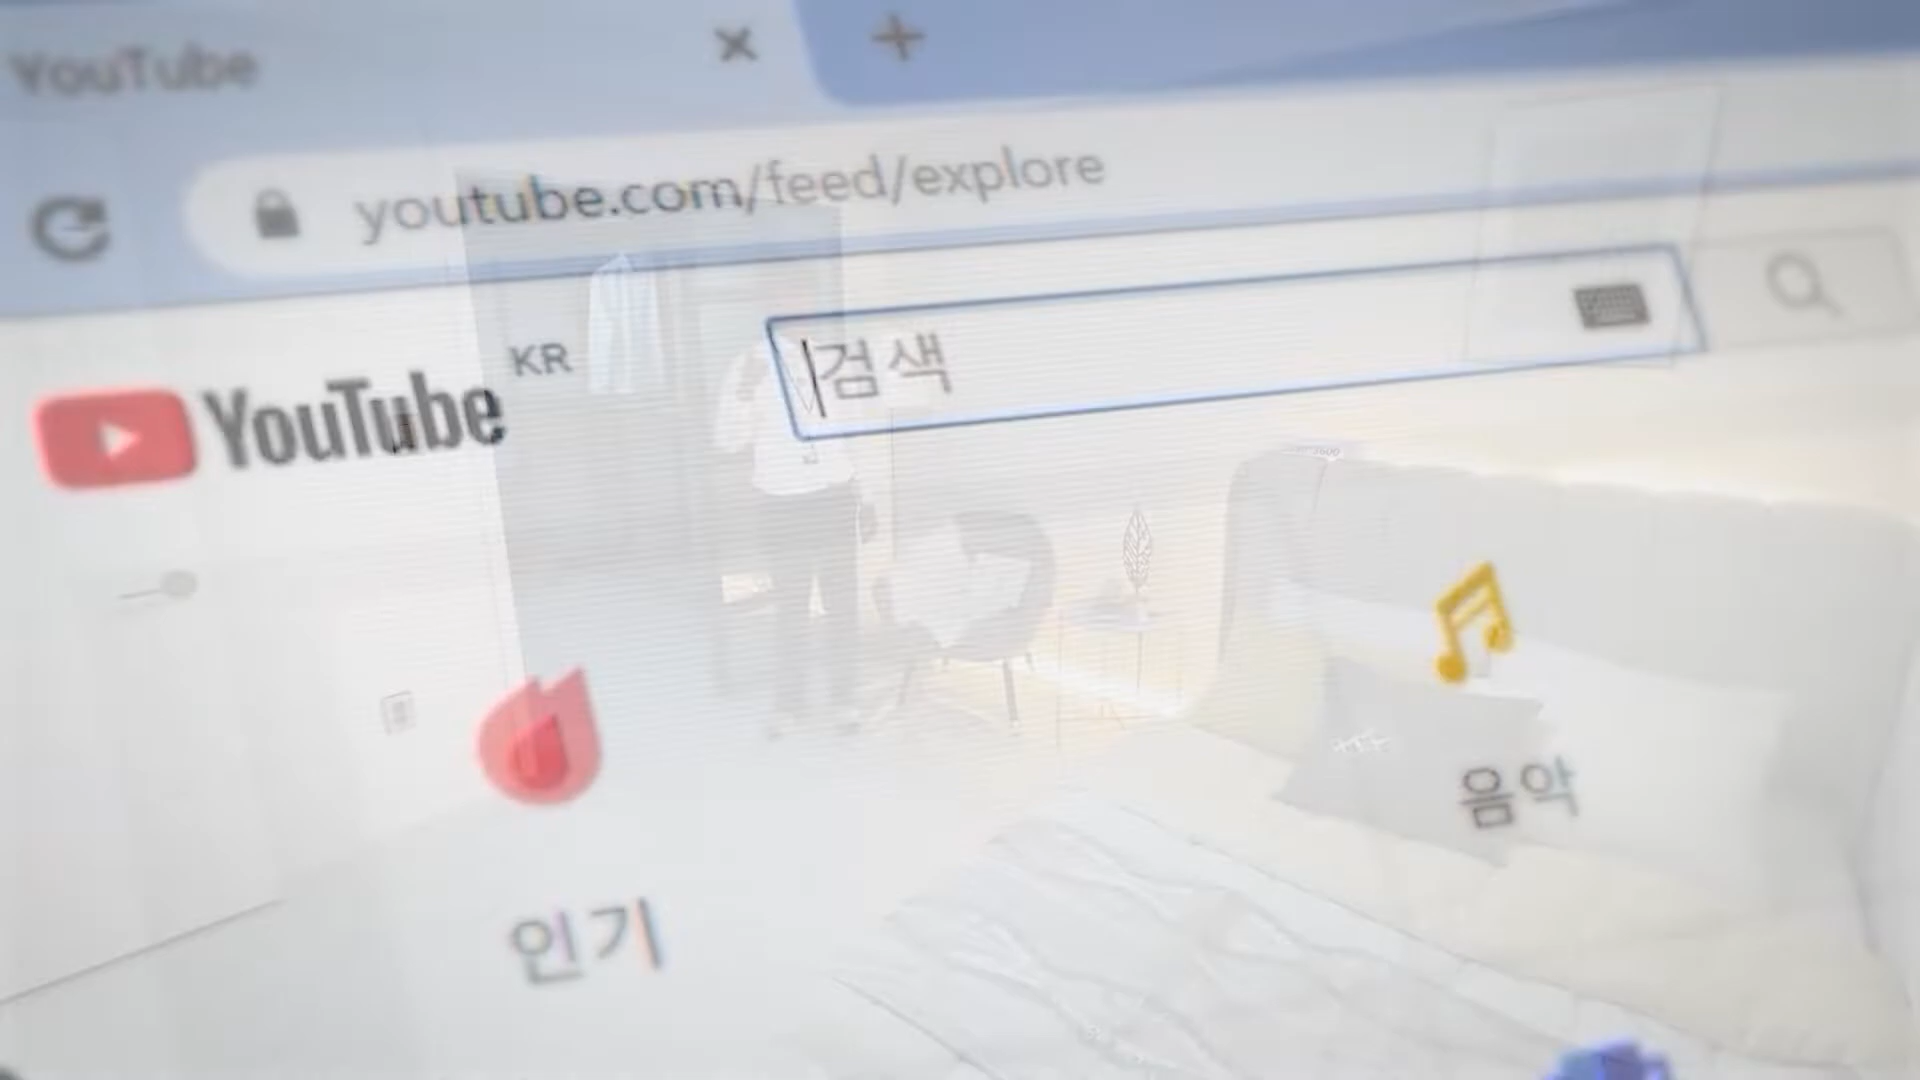 YouTube
youtube.com/feed/explore
YouTube KR
검색
음악
인기